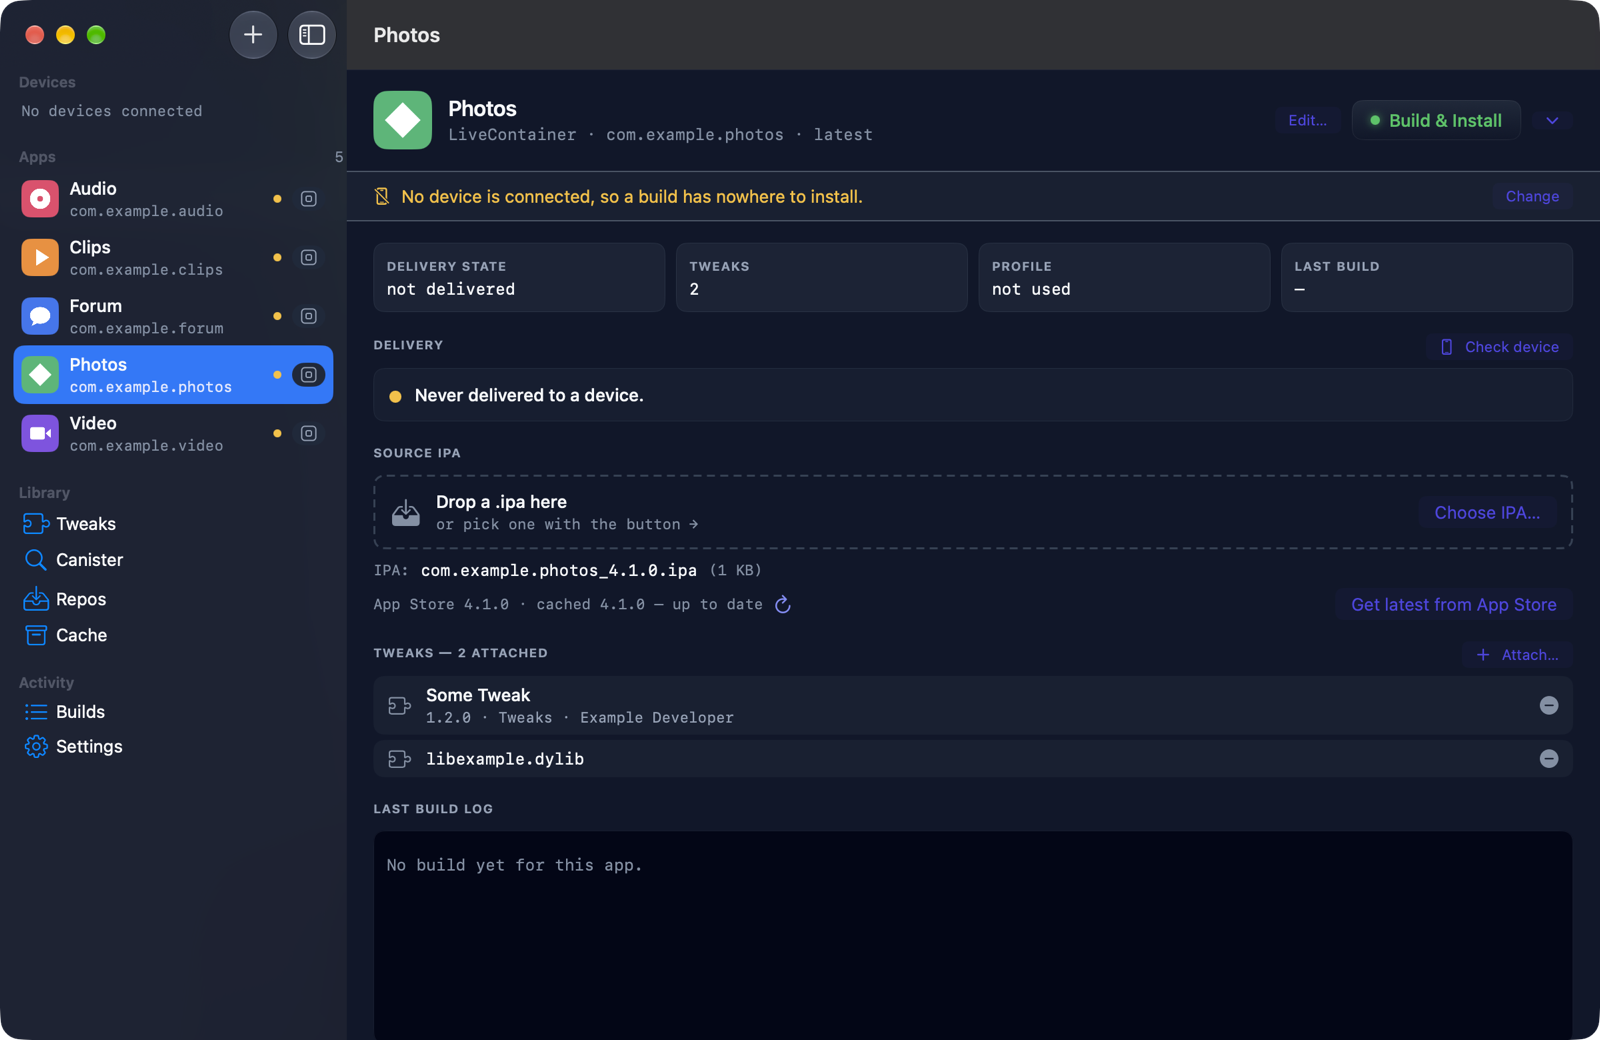 Photos
Devices
No devices connected
Apps 5
Audio
com.example.audio
Clips
com.example.clips
Forum
com.example.forum
Photos
com.example.photos
Video
com.example.video
Library
Tweaks
Canister
Repos
Cache
Activity
Builds
Settings
Photos
LiveContainer · com.example.photos · latest
Edit...
Build & Install
No device is connected, so a build has nowhere to install.
Change
DELIVERY STATE
not delivered
TWEAKS
2
PROFILE
not used
LAST BUILD
—
DELIVERY
Check device
Never delivered to a device.
SOURCE IPA
Drop a .ipa here
or pick one with the button →
Choose IPA...
IPA: com.example.photos_4.1.0.ipa (1 KB)
App Store 4.1.0 · cached 4.1.0 — up to date
Get latest from App Store
TWEAKS — 2 ATTACHED
+ Attach...
Some Tweak
1.2.0 · Tweaks · Example Developer
libexample.dylib
LAST BUILD LOG
No build yet for this app.